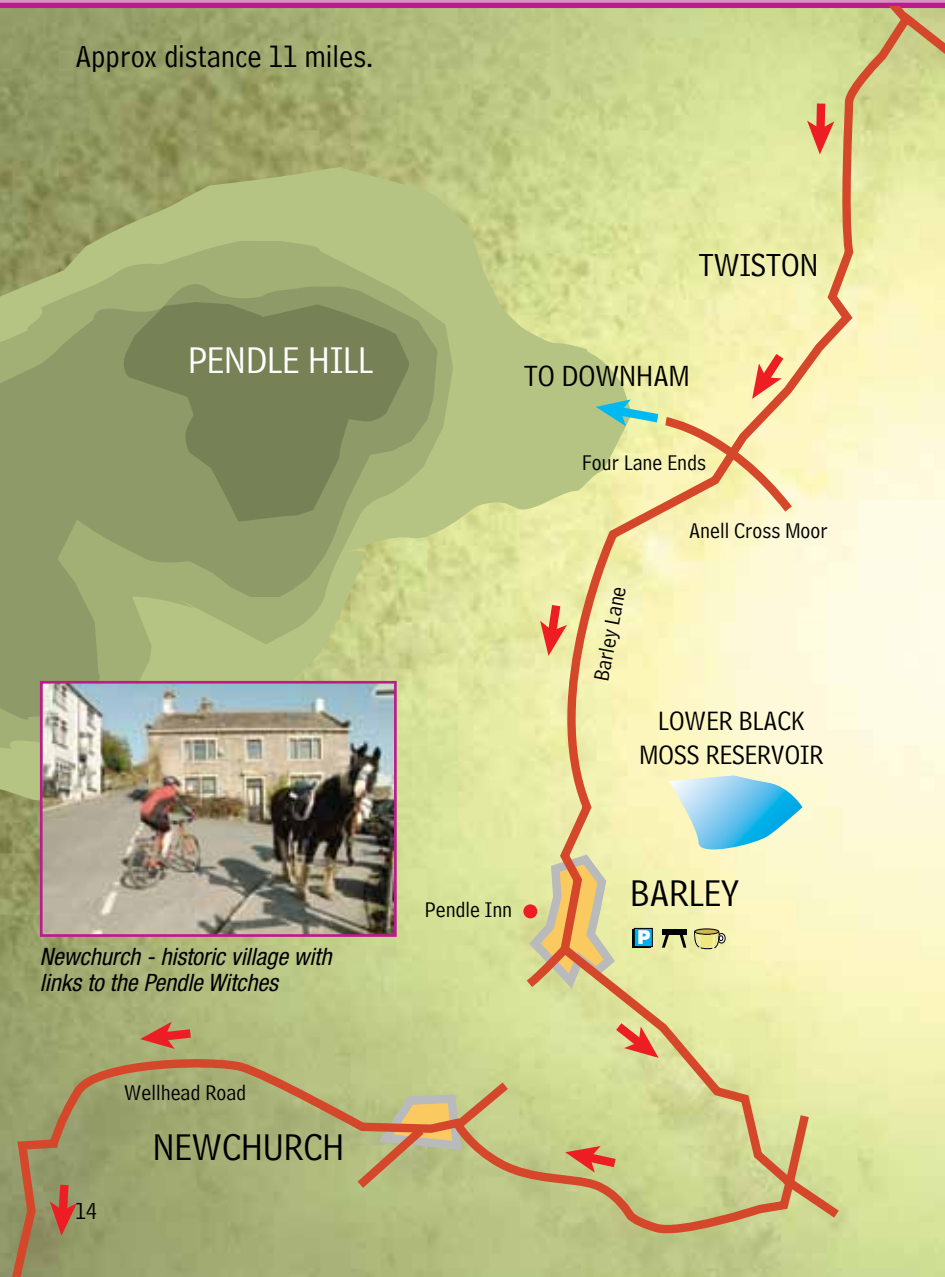 Approx distance 11 miles.
TWISTON
PENDLE HILL
TO DOWNHAM
Four Lane Ends
Anell Cross Moor
Barley Lane
LOWER BLACK
MOSS RESERVOIR
Pendle Inn
BARLEY
P
Newchurch - historic village with
links to the Pendle Witches
Wellhead Road
NEWCHURCH
14